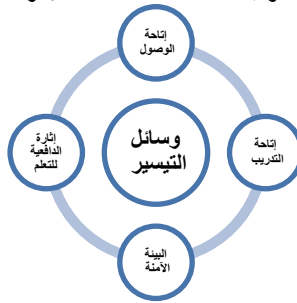 إتاحة
الوصول
وسائل
التيسير
إتاحة
التدريب
إثارة
الدافعية
للتعلم
البيئة
الآمنة